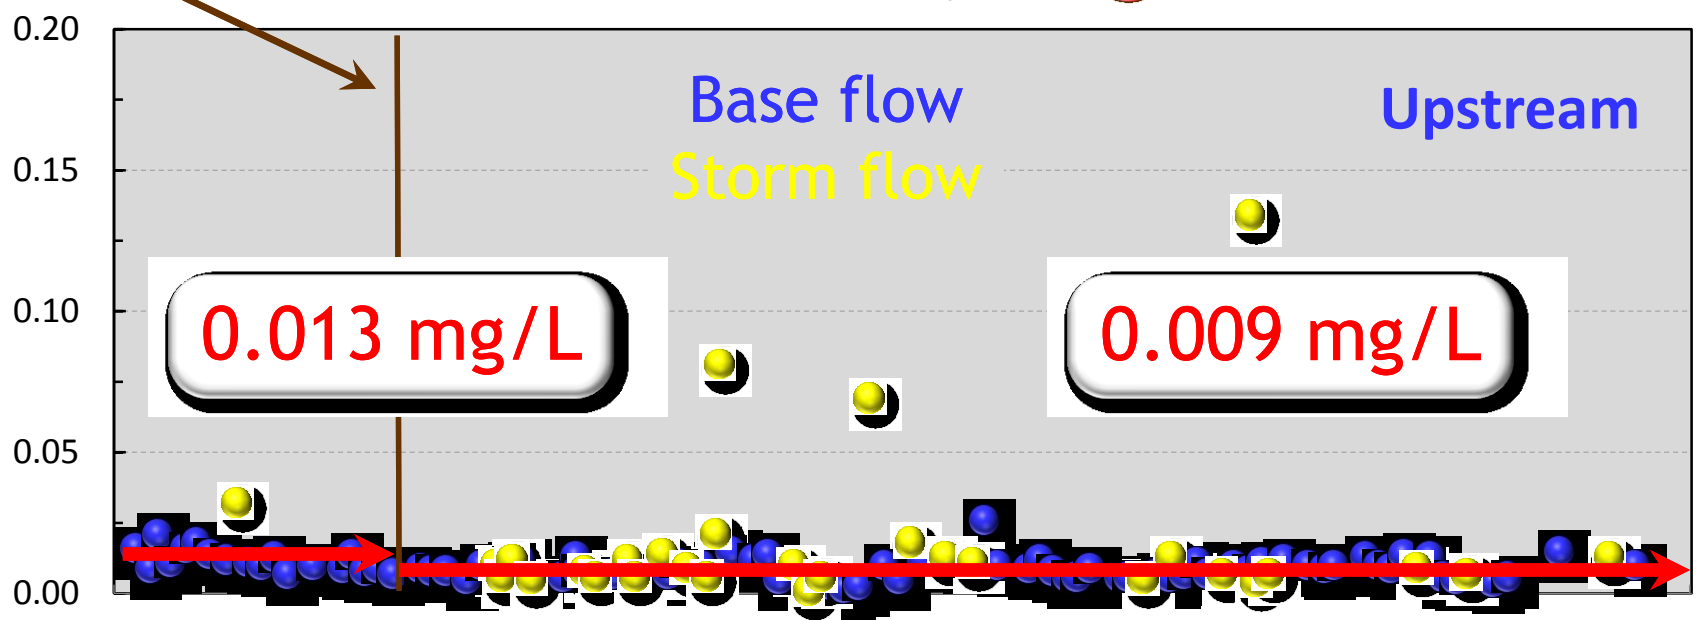 0.20
Base flow
Upstream
0.15
Storm flow
0.10
0.013 mg/L
0.009 mg/L
0.05
0.00